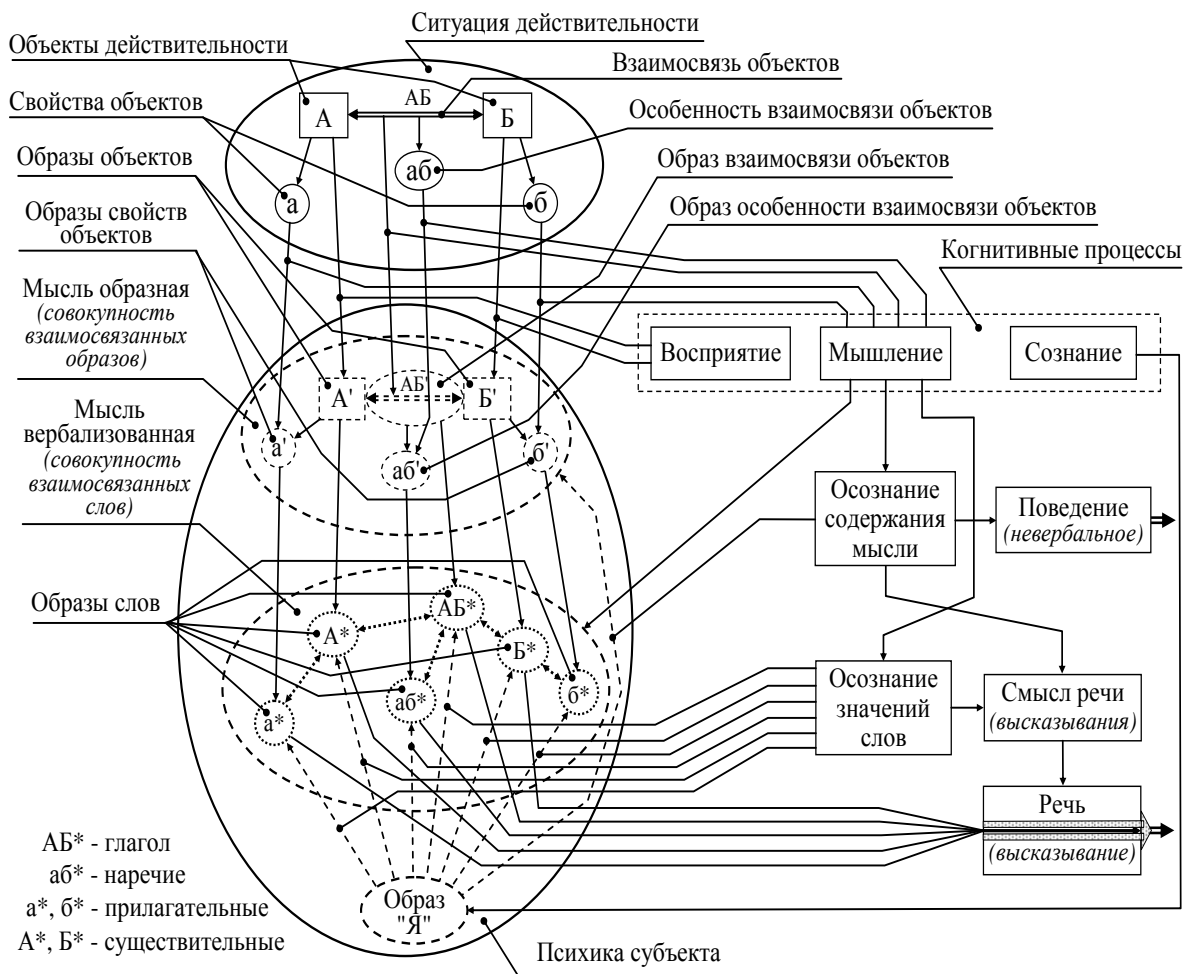 Ситуация действительности
Объекты действительности
Взаимосвязь объектов
Свойства объектов
АБ
Особенность взаимосвязи объектов
А
Б
Образы объектов
аб
Образ взаимосвязи объектов
а
б
Образы свойств
объектов
Образ особенности взаимосвязи объектов
Когнитивные процессы
Мысль образная
(совокупность
взаимосвязанных
образов)
Восприятие
Мышление
Сознание
А'
АБ'
Б'
Мысль
вербализованная
(совокупность
взаимосвязанных
слов)
а'
аб'
б'
Осознание
содержания
мысли
Поведение
(невербальное)
Образы слов
АБ*
А*
Б*
аб*
б*
а*
Осознание
значений
слов
Смысл речи
(высказывания)
Речь
(высказывание)
АБ* - глагол
аб* - наречие
а*, б* - прилагательные
А*, Б* - существительные
Образ
"Я"
Психика субъекта